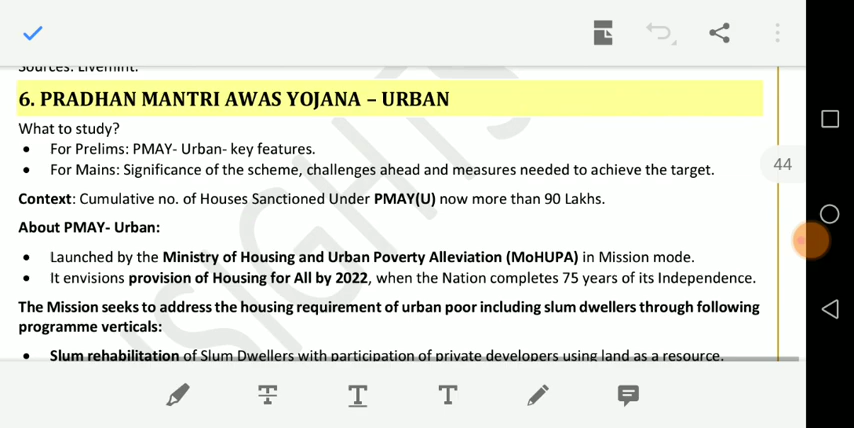 Sources: Livemint.
6. PRADHAN MANTRI AWAS YOJANA – URBAN
What to study?
• For Prelims: PMAY- Urban- key features.
• For Mains: Significance of the scheme, challenges ahead and measures needed to achieve the target.
44
Context: Cumulative no. of Houses Sanctioned Under PMAY(U) now more than 90 Lakhs.
About PMAY- Urban:
• Launched by the Ministry of Housing and Urban Poverty Alleviation (MoHUPA) in Mission mode.
• It envisions provision of Housing for All by 2022, when the Nation completes 75 years of its Independence.
The Mission seeks to address the housing requirement of urban poor including slum dwellers through following
programme verticals:
• Slum rehabilitation of Slum Dwellers with participation of private developers using land as a resource.
T T T